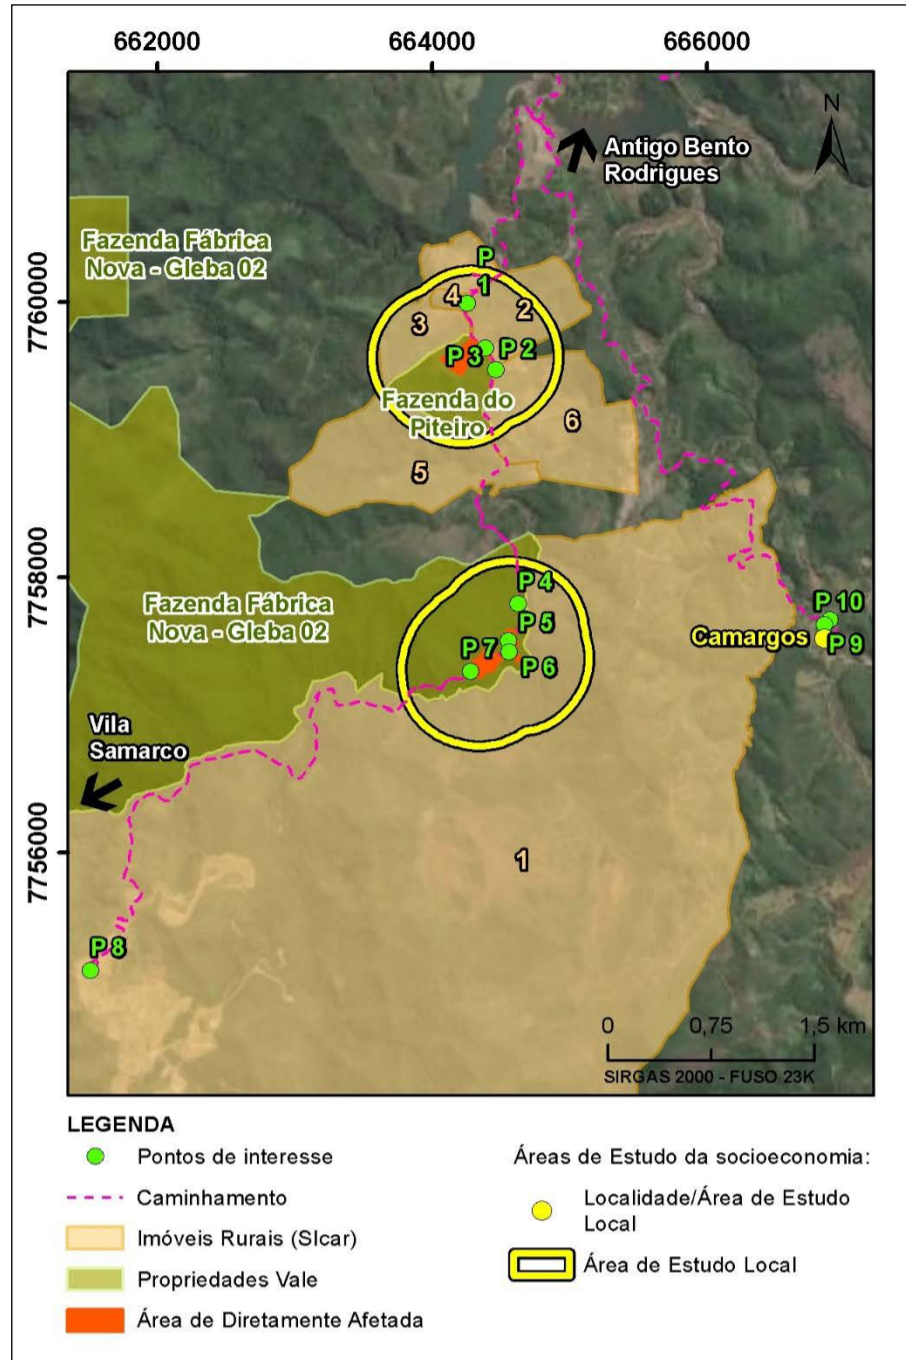 662000
664000
666000
N
Antigo Bento
Rodrigues
Fazenda Fábrica
Nova - Gleba 02
7760000
P
1
4
2
3
P 3
P 2
Fazenda do
Piteiro
6
5
7758000
P 4
Fazenda Fábrica
Nova - Gleba 02
P 5
P 7
P 6
P 10
Camargos
P 9
Vila
Samarco
7756000
1
P 8
0
0,75
1,5 km
SIRGAS 2000 - FUSO 23K
LEGENDA
Pontos de interesse
Caminhamento
Imóveis Rurais (SIcar)
Propriedades Vale
Área de Diretamente Afetada
Áreas de Estudo da socioeconomia:
Localidade/Área de Estudo
Local
Área de Estudo Local